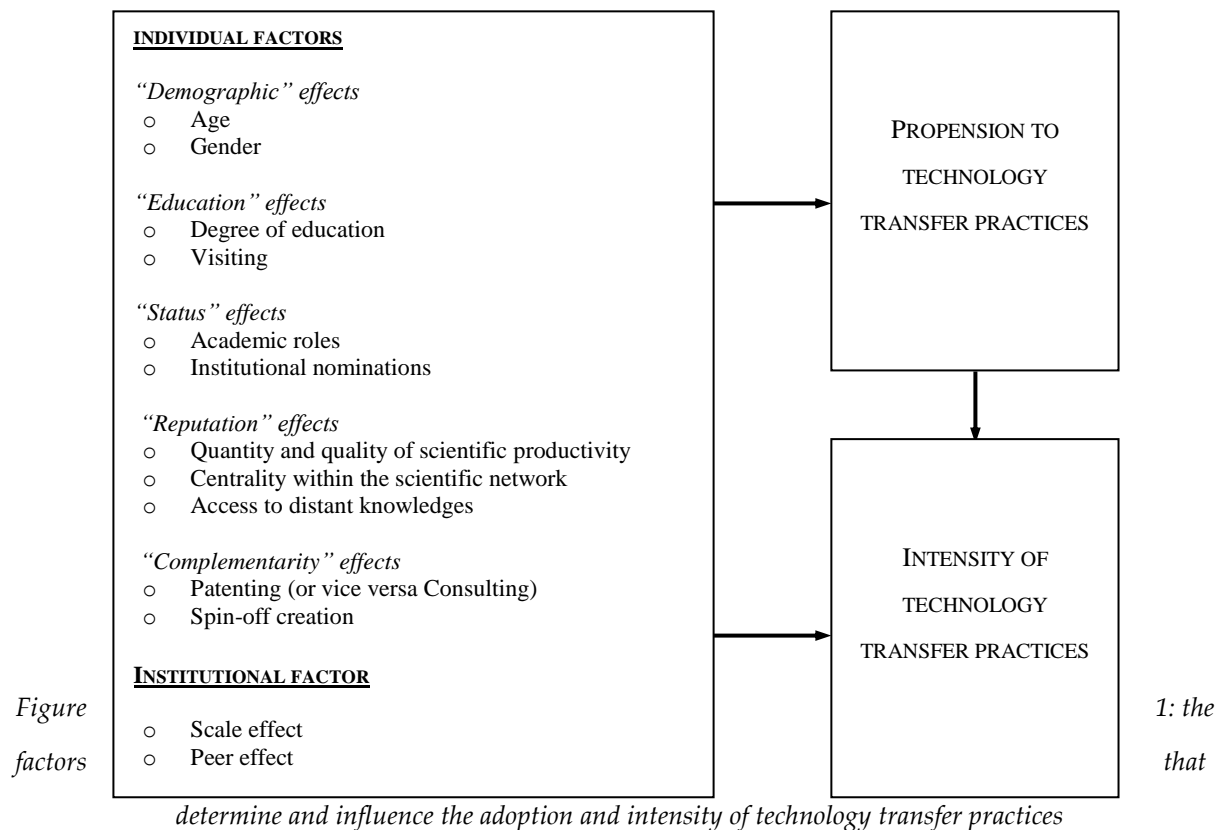 INDIVIDUAL FACTORS
“Demographic” effects
o Age
o Gender
“Education” effects
o Degree of education
o Visiting
“Status” effects
o Academic roles
o Institutional nominations
“Reputation” effects
o Quantity and quality of scientific productivity
o Centrality within the scientific network
o Access to distant knowledges
“Complementarity” effects
o Patenting (or vice versa Consulting)
o Spin-off creation
INSTITUTIONAL FACTOR
o Scale effect
o Peer effect
PROPENSION TO
TECHNOLOGY
TRANSFER PRACTICES
INTENSITY OF
TECHNOLOGY
TRANSFER PRACTICES
Figure 1: the
factors that
determine and influence the adoption and intensity of technology transfer practices